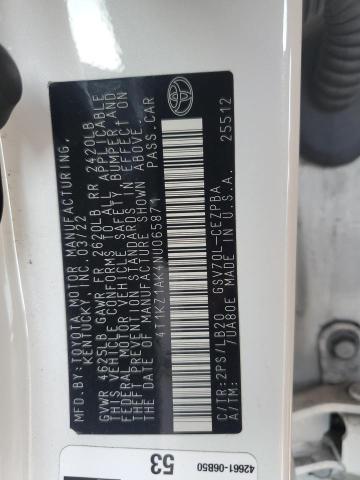 MFD.BY:TOYOTA MOTOR MANUFACTURING,
KENTUCKY, INC 03/22
GVWR 4625LB GAWR FR 2620LB RR 2420LB
THIS VEHICLE CONFORMS TO ALL APPLICABLE
FEDERAL MOTOR VEHICLE SAFETY, BUMPER, AND
THEFT PREVENTION STANDARDS IN EFFECT ON
THE DATE OF MANUFACTURE SHOWN ABOVE.
4T1KZ1AK4NU065871 PASS.CAR
C/TR:2PS/LB20 GSV70L-CEZPBA
A/TM: 7UA80E MADE IN U.S.A. 25512
53
42661-06B50